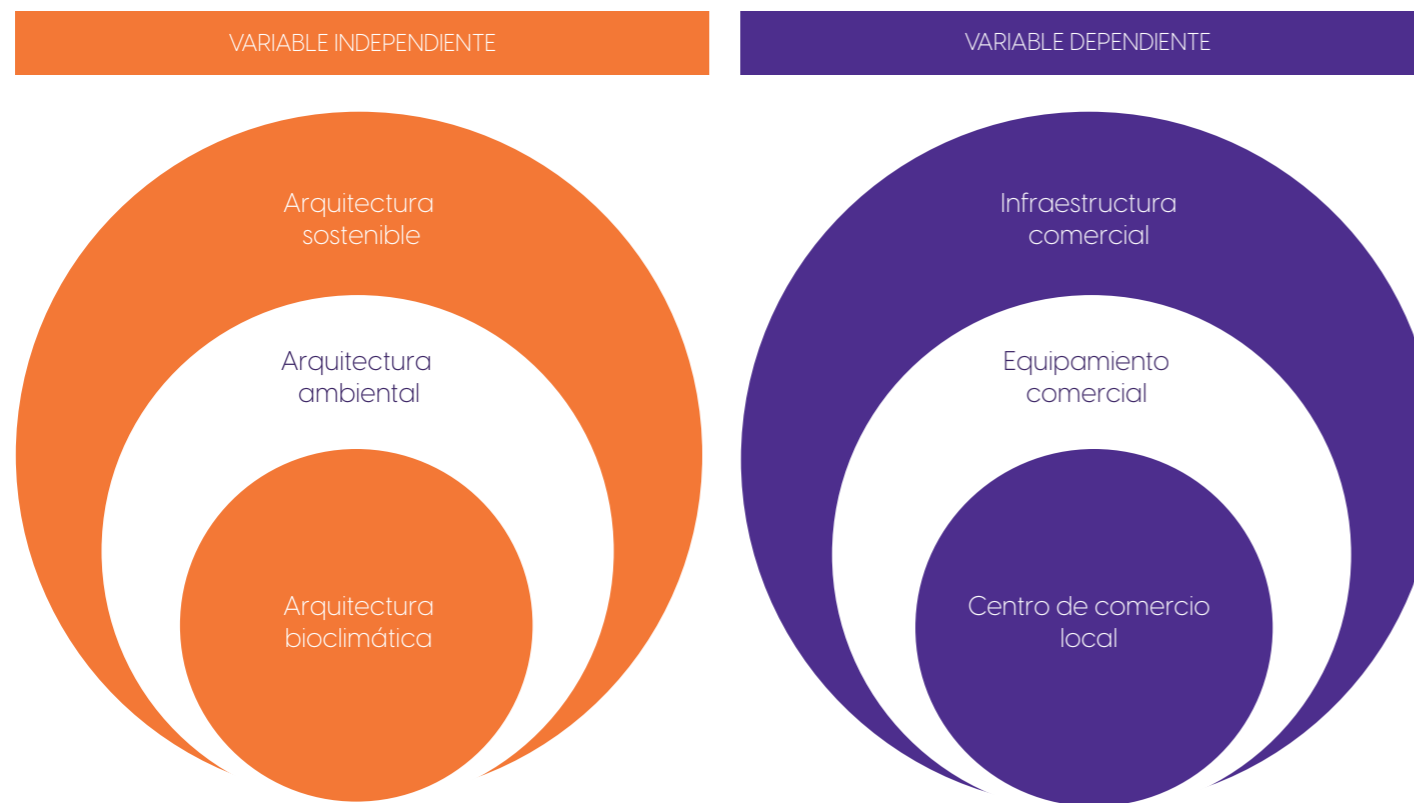 VARIABLE INDEPENDIENTE
VARIABLE DEPENDIENTE
Arquitectura
sostenible
Arquitectura
ambiental
Arquitectura
bioclimática
Infraestructura
comercial
Equipamiento
comercial
Centro de comercio
local